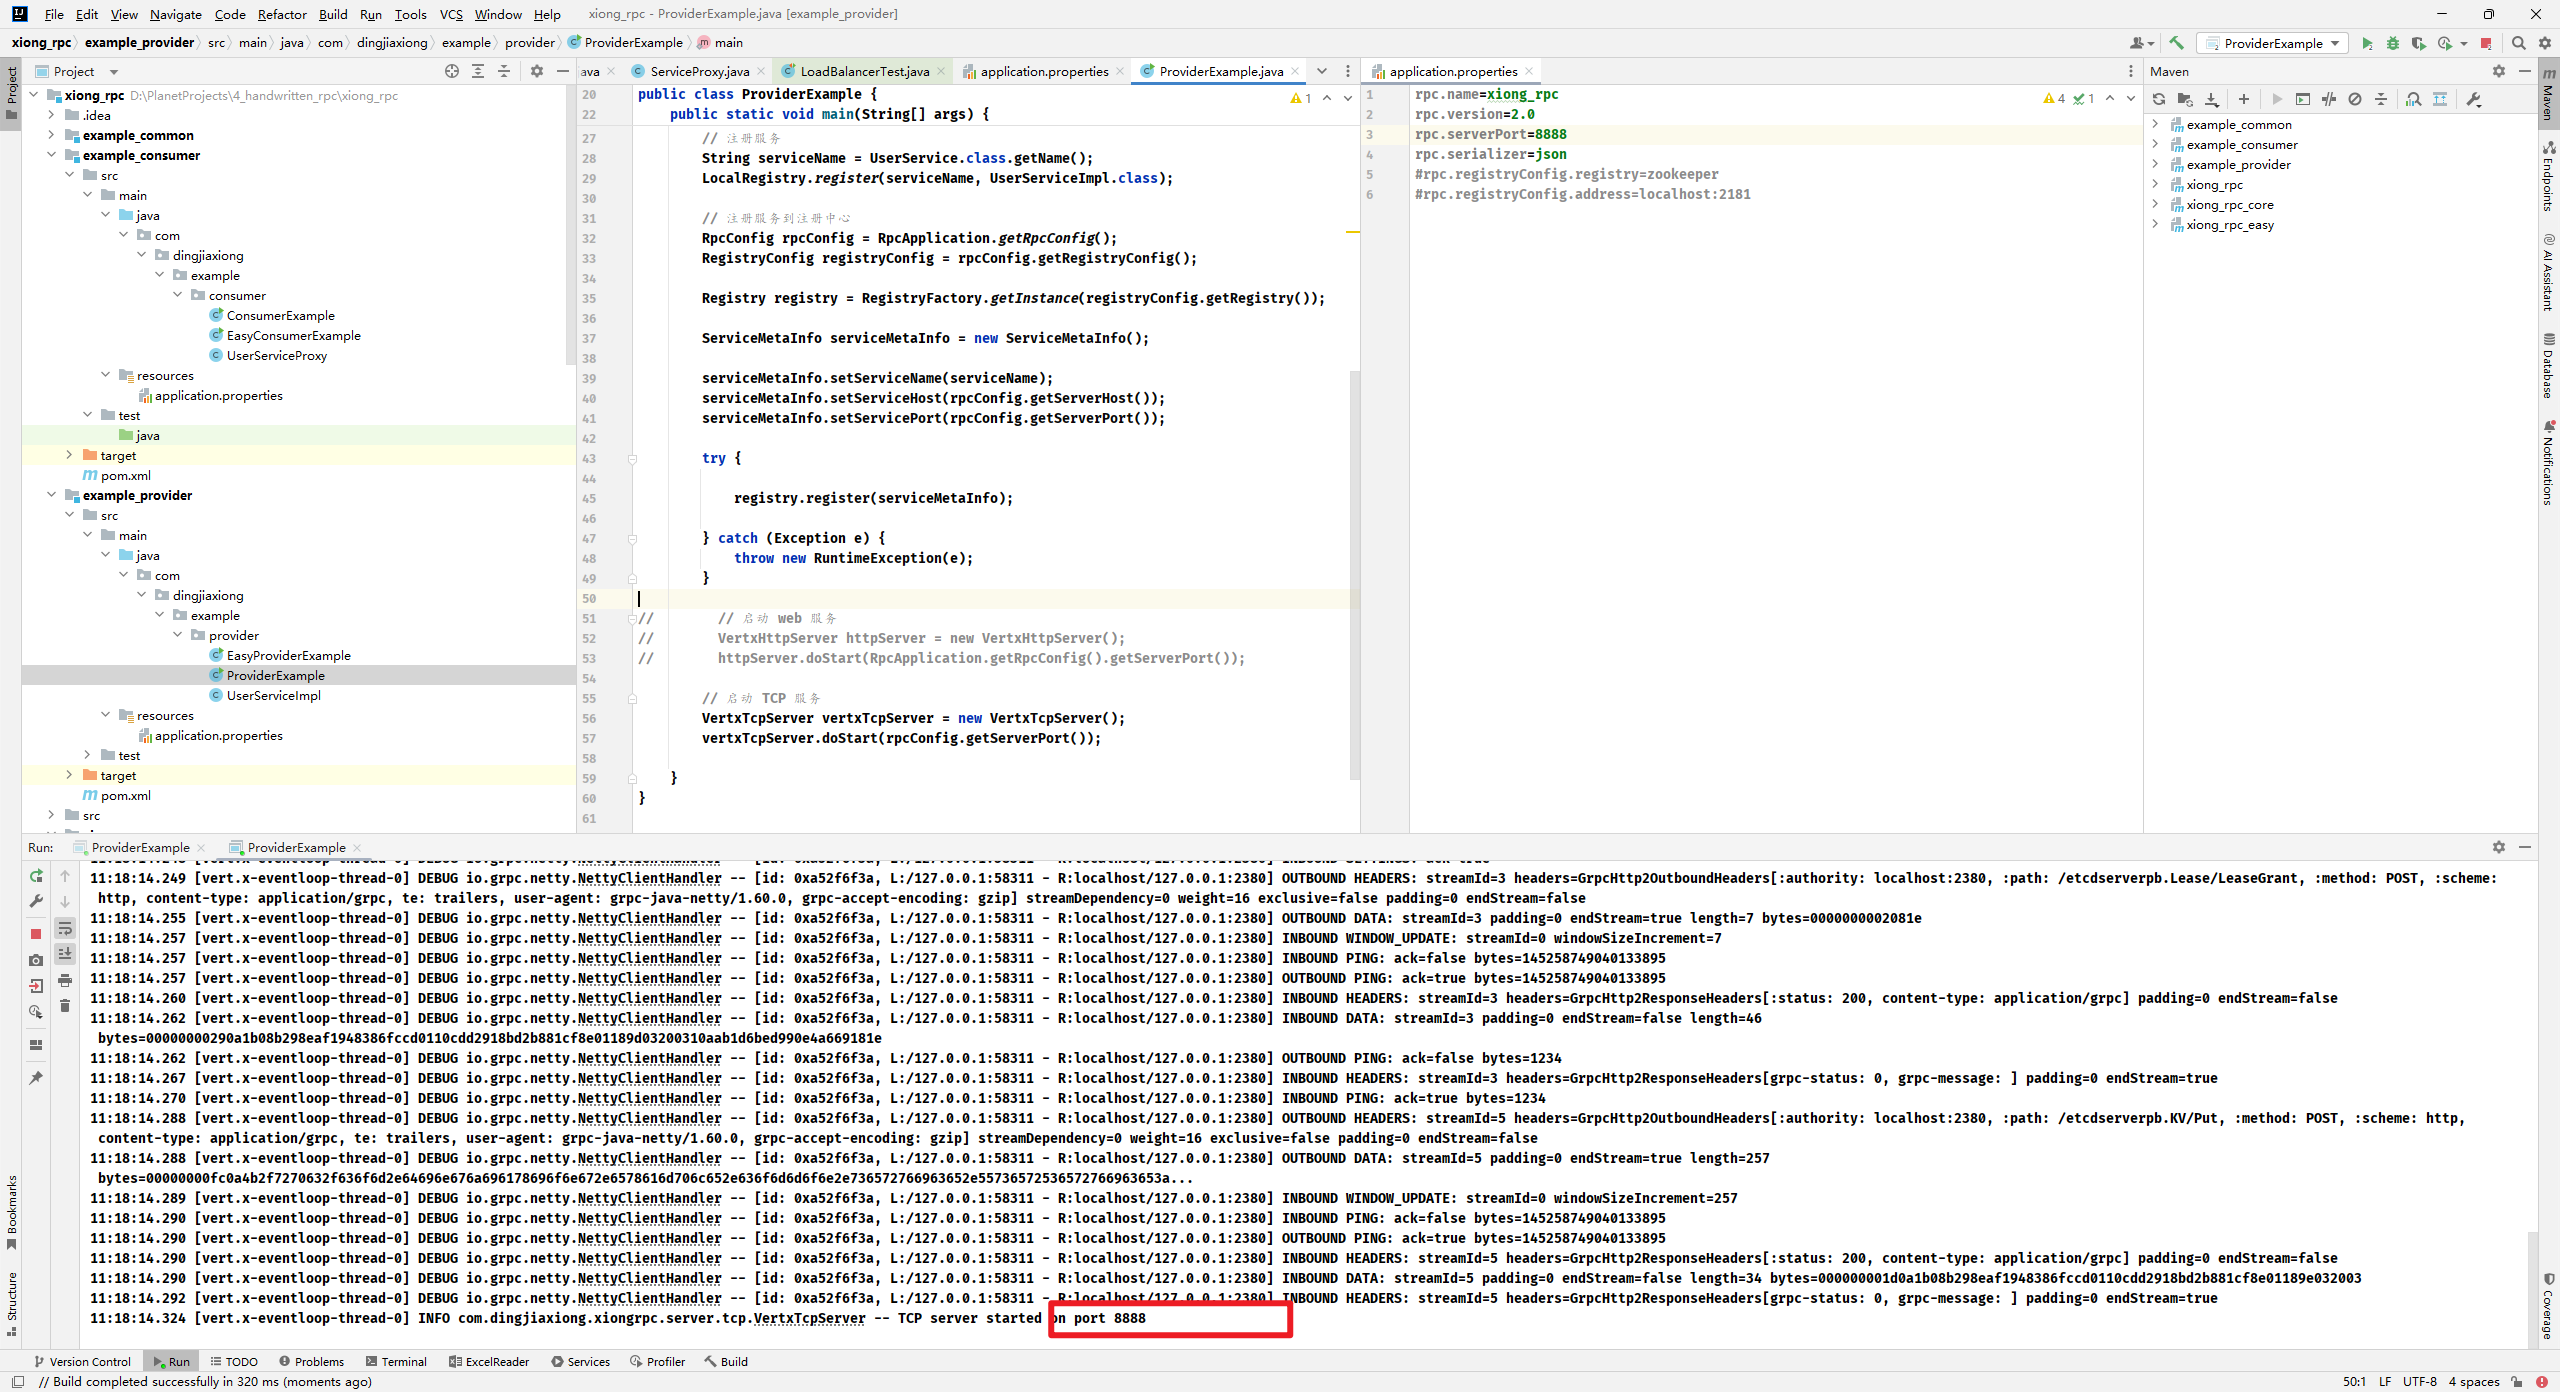 File Edit View Navigate Code Refactor Build Run Tools VCS Window Help xiong_rpc - ProviderExample.java [example_provider]
xiong_rpc example_provider src main java com dingjiaxiong example provider ProviderExample main ProviderExample
Project
ava ServiceProxy.java LoadBalancerTest.java application.properties ProviderExample.java application.properties Maven
xiong_rpc D:\PlanetProjects\4_handwritten_rpc\xiong_rpc
.idea
example_common
example_consumer
src
main
java
com
dingjiaxiong
example
consumer
ConsumerExample
EasyConsumerExample
UserServiceProxy
resources
application.properties
test
java
target
pom.xml
example_provider
src
main
java
com
dingjiaxiong
example
provider
EasyProviderExample
ProviderExample
UserServiceImpl
resources
application.properties
test
target
pom.xml
src
20 public class ProviderExample {
22 public static void main(String[] args) {
27 // 注册服务
28 String serviceName = UserService.class.getName();
29 LocalRegistry.register(serviceName, UserServiceImpl.class);
30
31 // 注册服务到注册中心
32 RpcConfig rpcConfig = RpcApplication.getRpcConfig();
33 RegistryConfig registryConfig = rpcConfig.getRegistryConfig();
34
35 Registry registry = RegistryFactory.getInstance(registryConfig.getRegistry());
36
37 ServiceMetaInfo serviceMetaInfo = new ServiceMetaInfo();
38
39 serviceMetaInfo.setServiceName(serviceName);
40 serviceMetaInfo.setServiceHost(rpcConfig.getServerHost());
41 serviceMetaInfo.setServicePort(rpcConfig.getServerPort());
42
43 try {
44
45 registry.register(serviceMetaInfo);
46
47 } catch (Exception e) {
48 throw new RuntimeException(e);
49 }
50
51 // // 启动 web 服务
52 // VertxHttpServer httpServer = new VertxHttpServer();
53 // httpServer.doStart(RpcApplication.getRpcConfig().getServerPort());
54
55 // 启动 TCP 服务
56 VertxTcpServer vertxTcpServer = new VertxTcpServer();
57 vertxTcpServer.doStart(rpcConfig.getServerPort());
58
59 }
60 }
61
1
4 1
1 rpc.name=xiong_rpc
2 rpc.version=2.0
3 rpc.serverPort=8888
4 rpc.serializer=json
5 #rpc.registryConfig.registry=zookeeper
6 #rpc.registryConfig.address=localhost:2181
example_common
example_consumer
example_provider
xiong_rpc
xiong_rpc_core
xiong_rpc_easy
Maven
Endpoints
AI Assistant
Database
Notifications
Coverage
Bookmarks
Structure
Run: ProviderExample ProviderExample
11:18:14.249 [vert.x-eventloop-thread-0] DEBUG io.grpc.netty.NettyClientHandler -- [id: 0xa52f6f3a, L:/127.0.0.1:58311 - R:localhost/127.0.0.1:2380] OUTBOUND HEADERS: streamId=3 headers=GrpcHttp2OutboundHeaders[:authority: localhost:2380, :path: /etcdserverpb.Lease/LeaseGrant, :method: POST, :scheme:
http, content-type: application/grpc, te: trailers, user-agent: grpc-java-netty/1.60.0, grpc-accept-encoding: gzip] streamDependency=0 weight=16 exclusive=false padding=0 endStream=false
11:18:14.255 [vert.x-eventloop-thread-0] DEBUG io.grpc.netty.NettyClientHandler -- [id: 0xa52f6f3a, L:/127.0.0.1:58311 - R:localhost/127.0.0.1:2380] OUTBOUND DATA: streamId=3 padding=0 endStream=true length=7 bytes=0000000002081e
11:18:14.257 [vert.x-eventloop-thread-0] DEBUG io.grpc.netty.NettyClientHandler -- [id: 0xa52f6f3a, L:/127.0.0.1:58311 - R:localhost/127.0.0.1:2380] INBOUND WINDOW_UPDATE: streamId=0 windowSizeIncrement=7
11:18:14.257 [vert.x-eventloop-thread-0] DEBUG io.grpc.netty.NettyClientHandler -- [id: 0xa52f6f3a, L:/127.0.0.1:58311 - R:localhost/127.0.0.1:2380] INBOUND PING: ack=false bytes=145258749040133895
11:18:14.257 [vert.x-eventloop-thread-0] DEBUG io.grpc.netty.NettyClientHandler -- [id: 0xa52f6f3a, L:/127.0.0.1:58311 - R:localhost/127.0.0.1:2380] OUTBOUND PING: ack=true bytes=145258749040133895
11:18:14.260 [vert.x-eventloop-thread-0] DEBUG io.grpc.netty.NettyClientHandler -- [id: 0xa52f6f3a, L:/127.0.0.1:58311 - R:localhost/127.0.0.1:2380] INBOUND HEADERS: streamId=3 headers=GrpcHttp2ResponseHeaders[:status: 200, content-type: application/grpc] padding=0 endStream=false
11:18:14.262 [vert.x-eventloop-thread-0] DEBUG io.grpc.netty.NettyClientHandler -- [id: 0xa52f6f3a, L:/127.0.0.1:58311 - R:localhost/127.0.0.1:2380] INBOUND DATA: streamId=3 padding=0 endStream=false length=46
bytes=00000000290a1b08b298eaf1948386fccd0110cdd2918bd2b881cf8e01189d03200310aab1d6bed990e4a669181e
11:18:14.262 [vert.x-eventloop-thread-0] DEBUG io.grpc.netty.NettyClientHandler -- [id: 0xa52f6f3a, L:/127.0.0.1:58311 - R:localhost/127.0.0.1:2380] OUTBOUND PING: ack=false bytes=1234
11:18:14.267 [vert.x-eventloop-thread-0] DEBUG io.grpc.netty.NettyClientHandler -- [id: 0xa52f6f3a, L:/127.0.0.1:58311 - R:localhost/127.0.0.1:2380] INBOUND HEADERS: streamId=3 headers=GrpcHttp2ResponseHeaders[grpc-status: 0, grpc-message: ] padding=0 endStream=true
11:18:14.270 [vert.x-eventloop-thread-0] DEBUG io.grpc.netty.NettyClientHandler -- [id: 0xa52f6f3a, L:/127.0.0.1:58311 - R:localhost/127.0.0.1:2380] INBOUND PING: ack=true bytes=1234
11:18:14.288 [vert.x-eventloop-thread-0] DEBUG io.grpc.netty.NettyClientHandler -- [id: 0xa52f6f3a, L:/127.0.0.1:58311 - R:localhost/127.0.0.1:2380] OUTBOUND HEADERS: streamId=5 headers=GrpcHttp2OutboundHeaders[:authority: localhost:2380, :path: /etcdserverpb.KV/Put, :method: POST, :scheme: http,
content-type: application/grpc, te: trailers, user-agent: grpc-java-netty/1.60.0, grpc-accept-encoding: gzip] streamDependency=0 weight=16 exclusive=false padding=0 endStream=false
11:18:14.288 [vert.x-eventloop-thread-0] DEBUG io.grpc.netty.NettyClientHandler -- [id: 0xa52f6f3a, L:/127.0.0.1:58311 - R:localhost/127.0.0.1:2380] OUTBOUND DATA: streamId=5 padding=0 endStream=true length=257
bytes=00000000fc0a4b2f7270632f636f6d2e64696e676a696178696f6e672e6578616d706c652e636f6d6d6f6e2e736572766963652e55736572536572766963653a...
11:18:14.289 [vert.x-eventloop-thread-0] DEBUG io.grpc.netty.NettyClientHandler -- [id: 0xa52f6f3a, L:/127.0.0.1:58311 - R:localhost/127.0.0.1:2380] INBOUND WINDOW_UPDATE: streamId=0 windowSizeIncrement=257
11:18:14.290 [vert.x-eventloop-thread-0] DEBUG io.grpc.netty.NettyClientHandler -- [id: 0xa52f6f3a, L:/127.0.0.1:58311 - R:localhost/127.0.0.1:2380] INBOUND PING: ack=false bytes=145258749040133895
11:18:14.290 [vert.x-eventloop-thread-0] DEBUG io.grpc.netty.NettyClientHandler -- [id: 0xa52f6f3a, L:/127.0.0.1:58311 - R:localhost/127.0.0.1:2380] OUTBOUND PING: ack=true bytes=145258749040133895
11:18:14.290 [vert.x-eventloop-thread-0] DEBUG io.grpc.netty.NettyClientHandler -- [id: 0xa52f6f3a, L:/127.0.0.1:58311 - R:localhost/127.0.0.1:2380] INBOUND HEADERS: streamId=5 headers=GrpcHttp2ResponseHeaders[:status: 200, content-type: application/grpc] padding=0 endStream=false
11:18:14.290 [vert.x-eventloop-thread-0] DEBUG io.grpc.netty.NettyClientHandler -- [id: 0xa52f6f3a, L:/127.0.0.1:58311 - R:localhost/127.0.0.1:2380] INBOUND DATA: streamId=5 padding=0 endStream=false length=34 bytes=000000001d0a1b08b298eaf1948386fccd0110cdd2918bd2b881cf8e01189e032003
11:18:14.292 [vert.x-eventloop-thread-0] DEBUG io.grpc.netty.NettyClientHandler -- [id: 0xa52f6f3a, L:/127.0.0.1:58311 - R:localhost/127.0.0.1:2380] INBOUND HEADERS: streamId=5 headers=GrpcHttp2ResponseHeaders[grpc-status: 0, grpc-message: ] padding=0 endStream=true
11:18:14.324 [vert.x-eventloop-thread-0] INFO com.dingjiaxiong.xiongrpc.server.tcp.VertxTcpServer -- TCP server started on port 8888
Version Control Run TODO Problems Terminal ExcelReader Services Profiler Build
// Build completed successfully in 320 ms (moments ago) 50:1 LF UTF-8 4 spaces